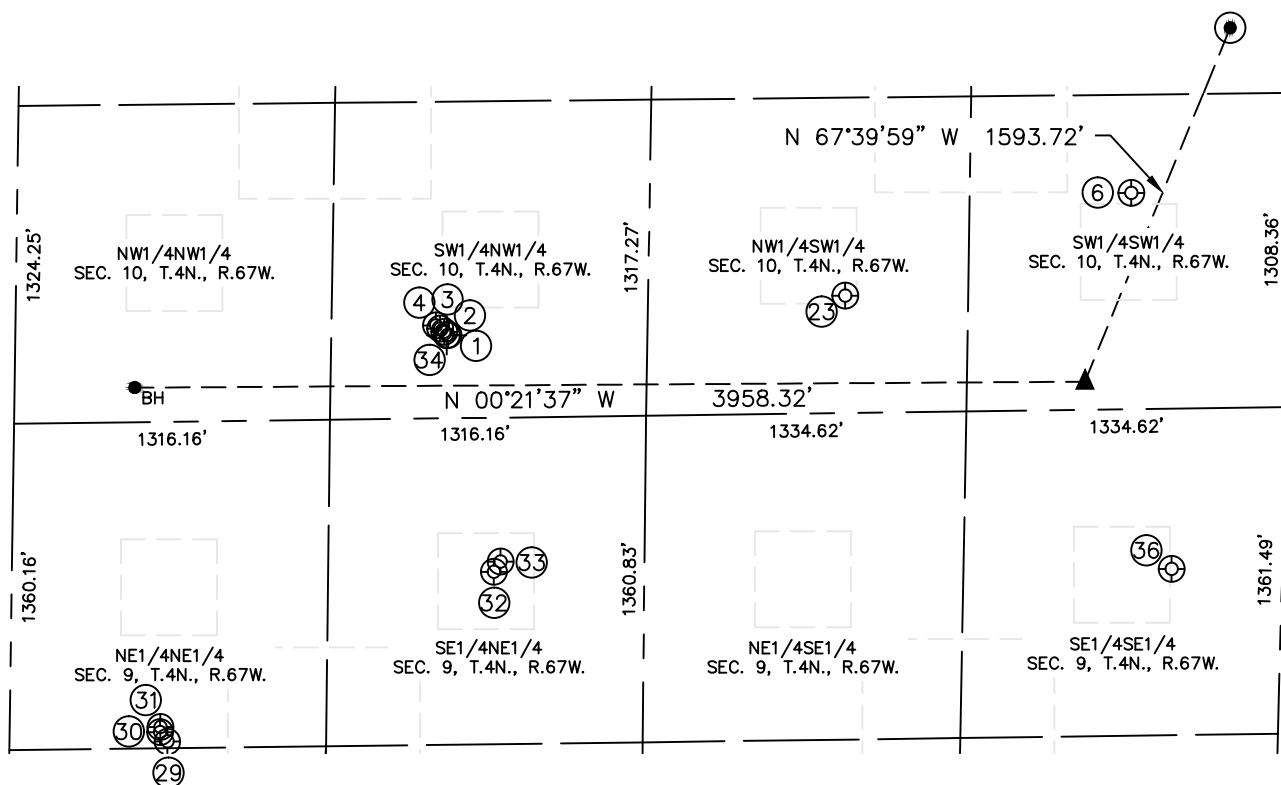 N 67°39'59" W 1593.72'
6
1324.25'
NW1/4NW1/4
SEC. 10, T.4N., R.67W.
SW1/4NW1/4
SEC. 10, T.4N., R.67W.
1317.27'
NW1/4SW1/4
SEC. 10, T.4N., R.67W.
SW1/4SW1/4
SEC. 10, T.4N., R.67W.
1308.36'
4
3
2
1
34
23
BH
N 00°21'37" W 3958.32'
1316.16'
1316.16'
1334.62'
1334.62'
1360.16'
33
32
1360.83'
36
1361.49'
NE1/4NE1/4
SEC. 9, T.4N., R.67W.
SE1/4NE1/4
SEC. 9, T.4N., R.67W.
NE1/4SE1/4
SEC. 9, T.4N., R.67W.
SE1/4SE1/4
SEC. 9, T.4N., R.67W.
31
30
29